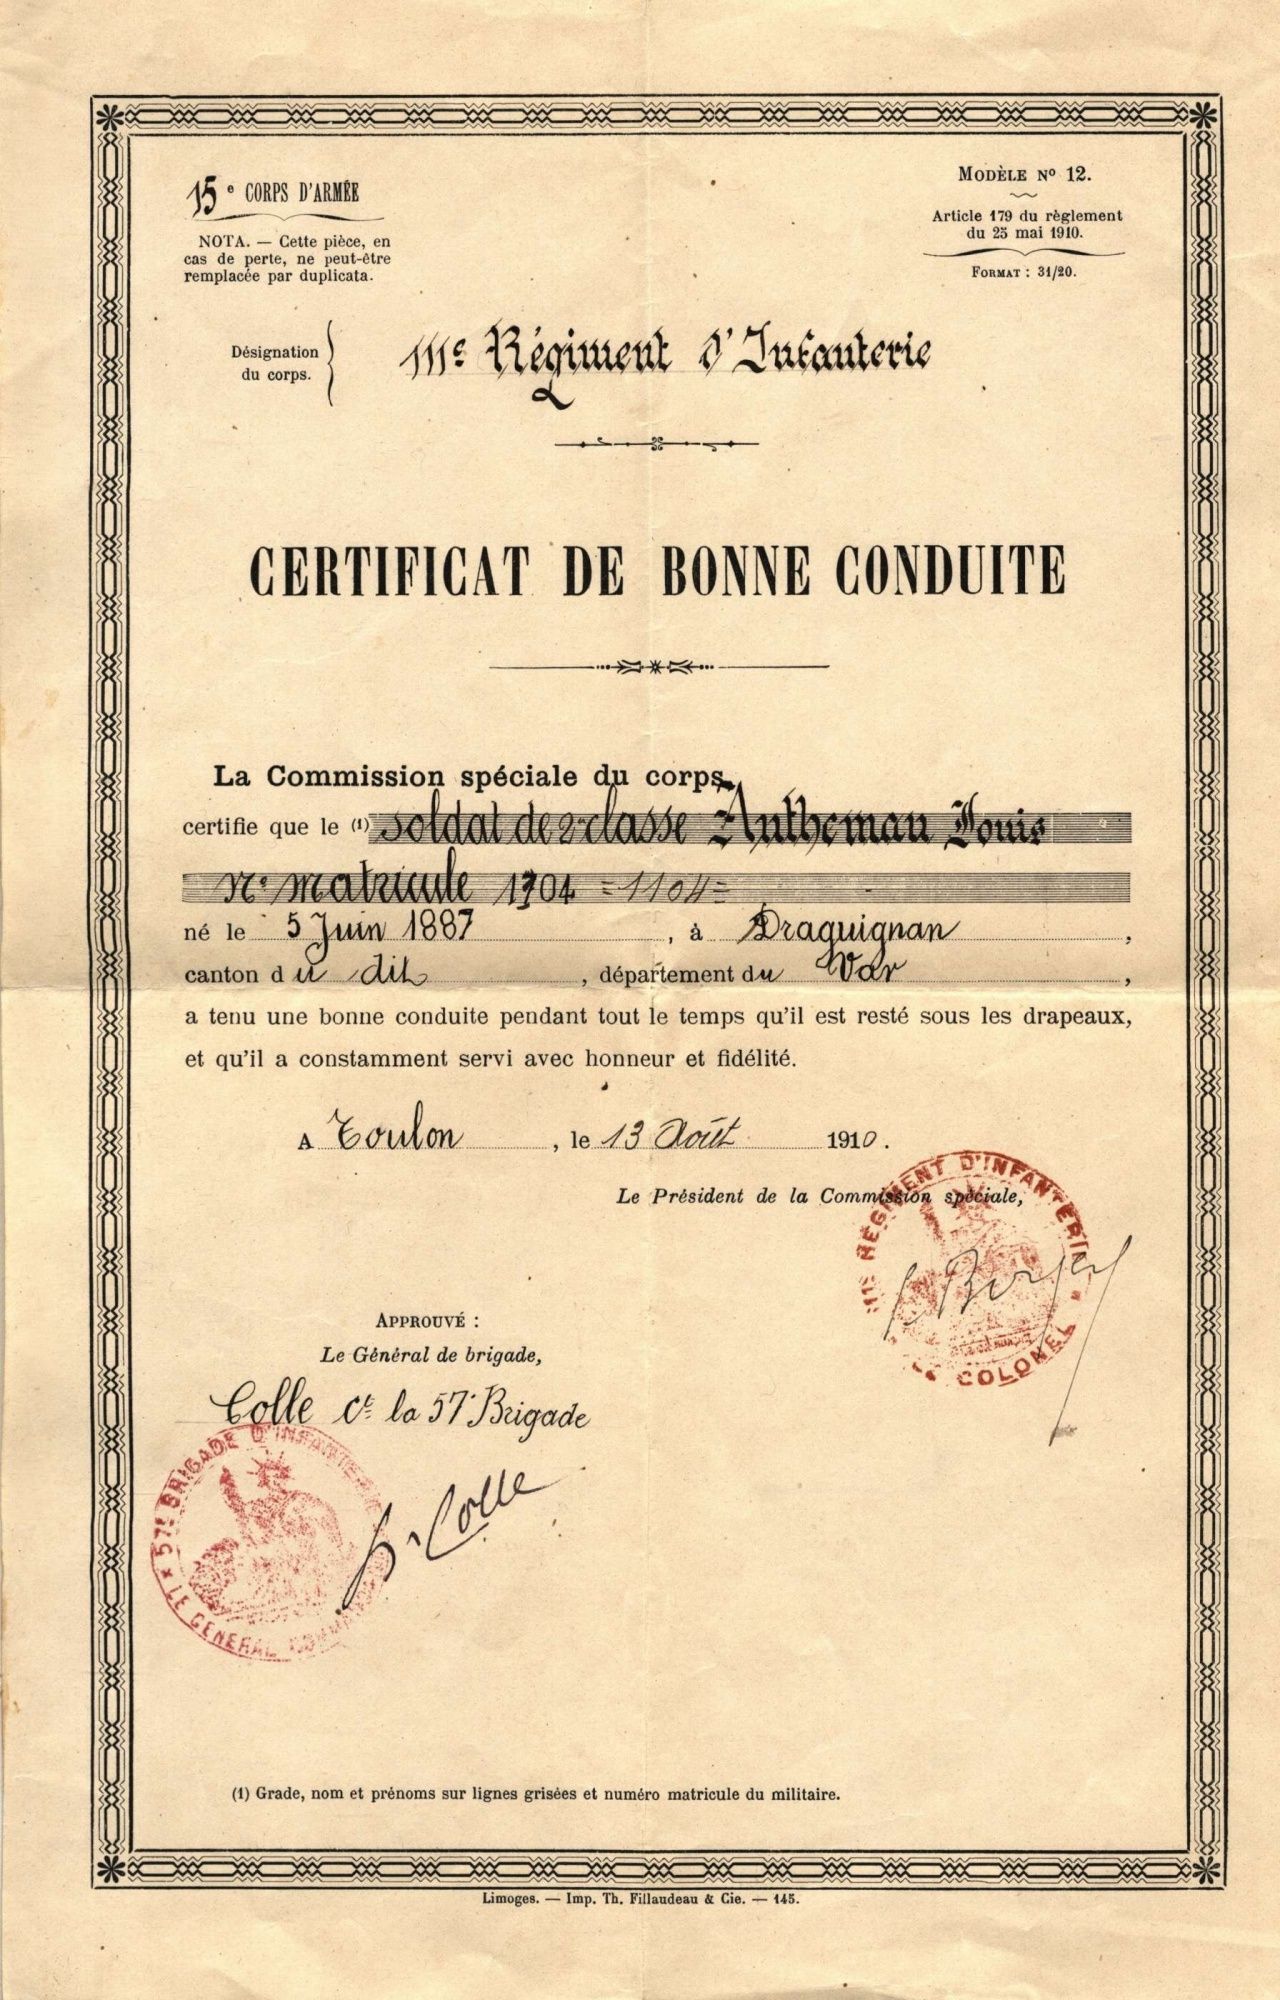 15e CORPS D'ARMÉE
NOTA. — Cette pièce, en
cas de perte, ne peut-être
remplacée par duplicata.
MODÈLE No 12.
Article 179 du règlement
du 25 mai 1910.
FORMAT : 31/20.
Désignation
du corps.
111e Régiment d'Infanterie
CERTIFICAT DE BONNE CONDUITE
La Commission spéciale du corps,
certifie que le (1) soldat de 2e classe Antheman Louis
No matricule 1704 = 1104 =
né le 5 Juin 1887, à Draguignan,
canton du dit, département du Var,
a tenu une bonne conduite pendant tout le temps qu'il est resté sous les drapeaux,
et qu'il a constamment servi avec honneur et fidélité.
A Toulon, le 13 Août 1910.
Le Président de la Commission spéciale,
111e RÉGIMENT D'INFANTERIE
LE COLONEL
APPROUVÉ :
Le Général de brigade,
Colle Ct la 57e Brigade
57e BRIGADE D'INFANTERIE
LE GÉNÉRAL
Colle
(1) Grade, nom et prénoms sur lignes grisées et numéro matricule du militaire.
Limoges. — Imp. Th. Fillaudeau & Cie. — 145.